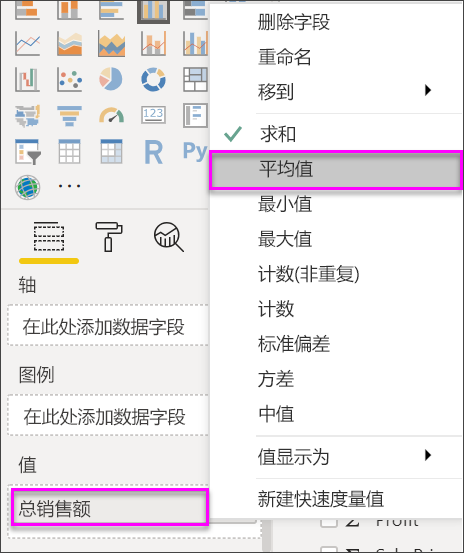 删除字段
重命名
移到
求和
平均值
最小值
最大值
计数(非重复)
计数
标准偏差
方差
中值
值显示为
新建快速度量值
123
R
Py
轴
在此处添加数据字段
图例
在此处添加数据字段
值
总销售额
Profit